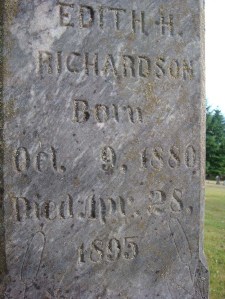 EDITH H.
RICHARDSON
Born
Oct. 9, 1880
Died Apr. 28,
1895